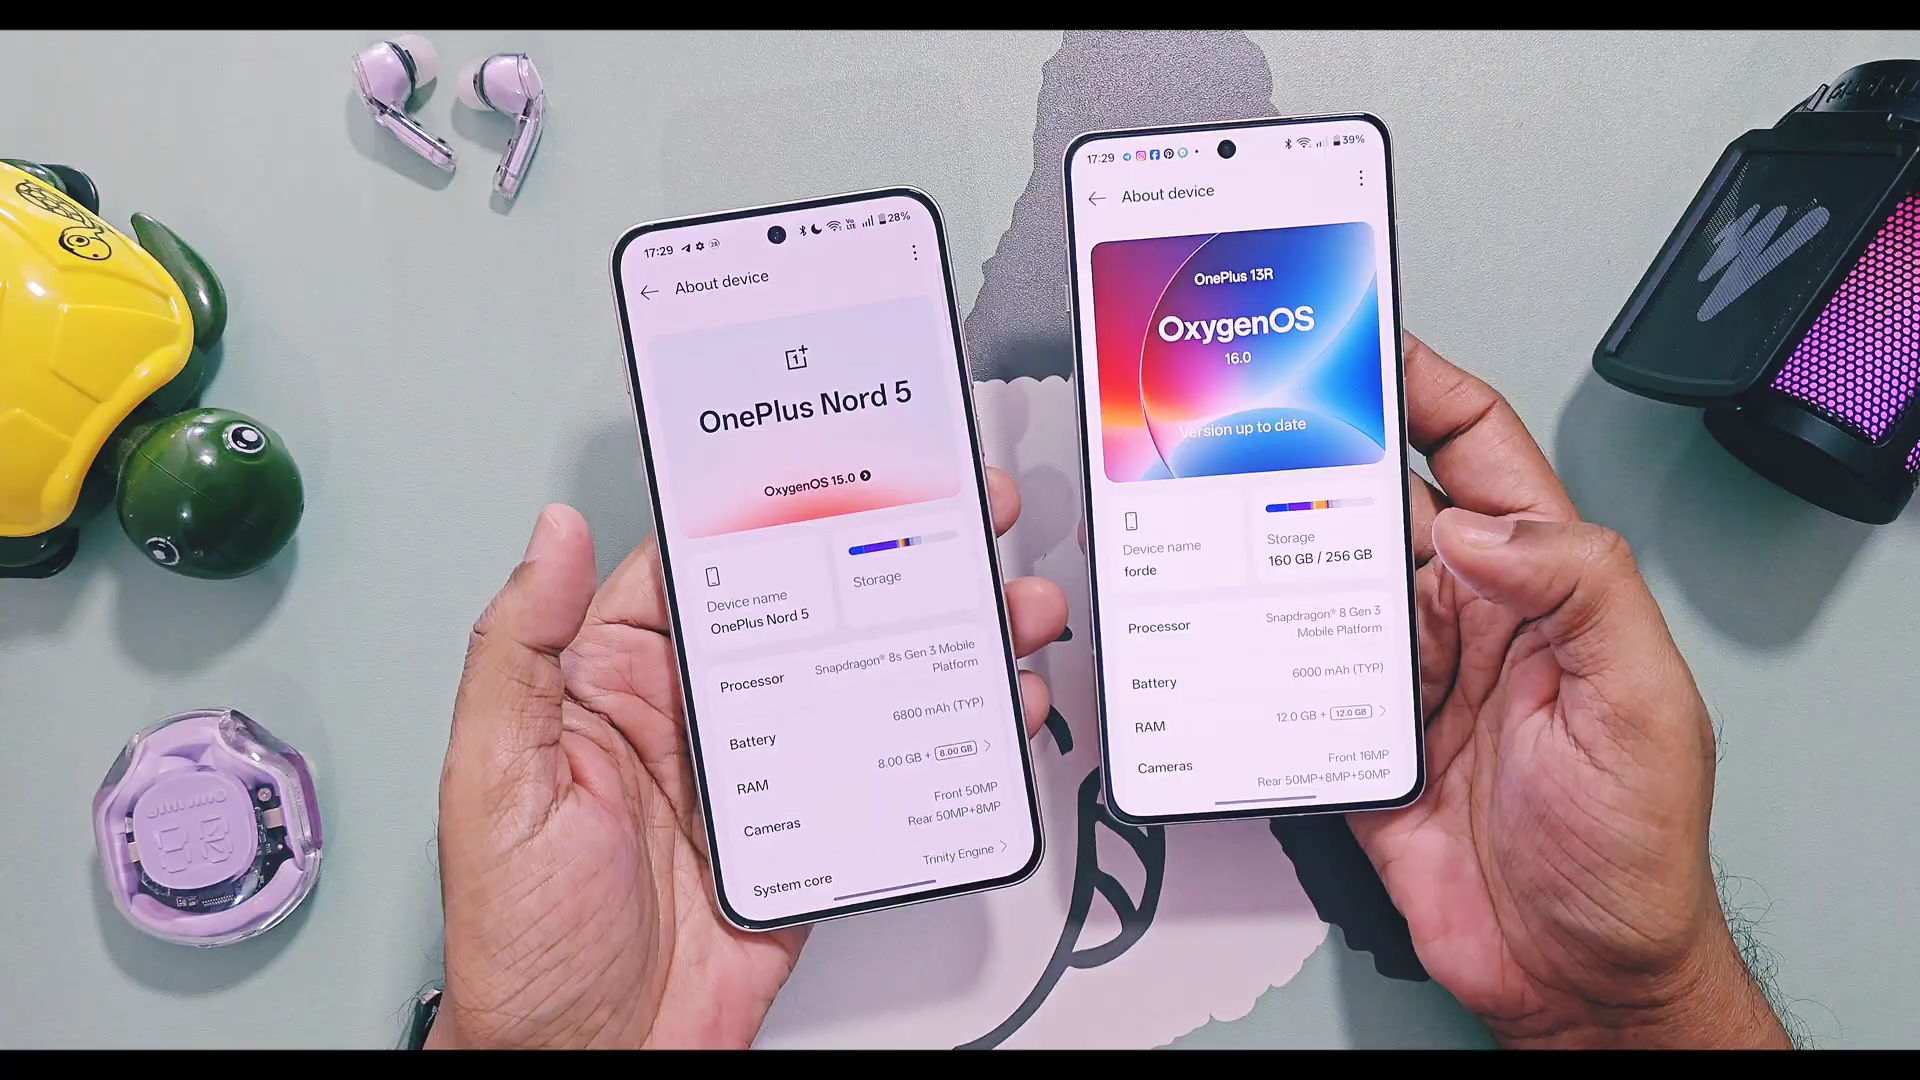 17:29
28%
About device
OnePlus Nord 5
OxygenOS 15.0
Device name
OnePlus Nord 5
Storage
Processor
Snapdragon® 8s Gen 3 Mobile
Platform
Battery
6800 mAh (TYP)
RAM
8.00 GB + 8.00 GB
Cameras
Front 50MP
Rear 50MP+8MP
System core
Trinity Engine
17:29
39%
About device
OnePlus 13R
OxygenOS
16.0
Version up to date
Device name
forde
Storage
160 GB / 256 GB
Processor
Snapdragon® 8 Gen 3
Mobile Platform
Battery
6000 mAh (TYP)
RAM
12.0 GB + 12.0 GB
Cameras
Front 16MP
Rear 50MP+8MP+50MP